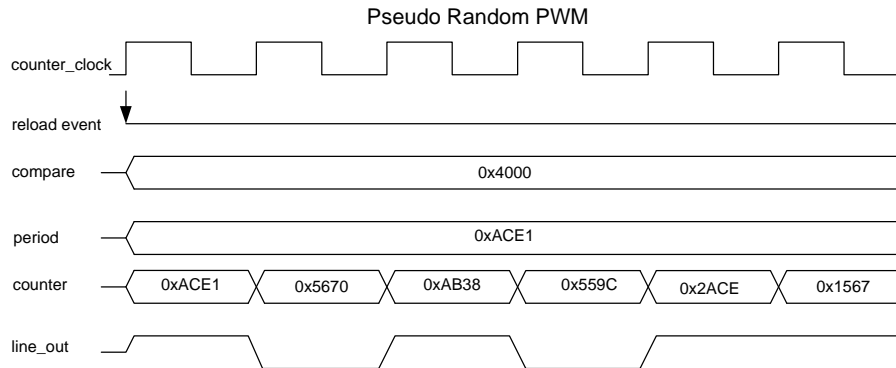 Pseudo Random PWM
counter_clock
reload event
compare 0x4000
period 0xACE1
counter 0xACE1 0x5670 0xAB38 0x559C 0x2ACE 0x1567
line_out